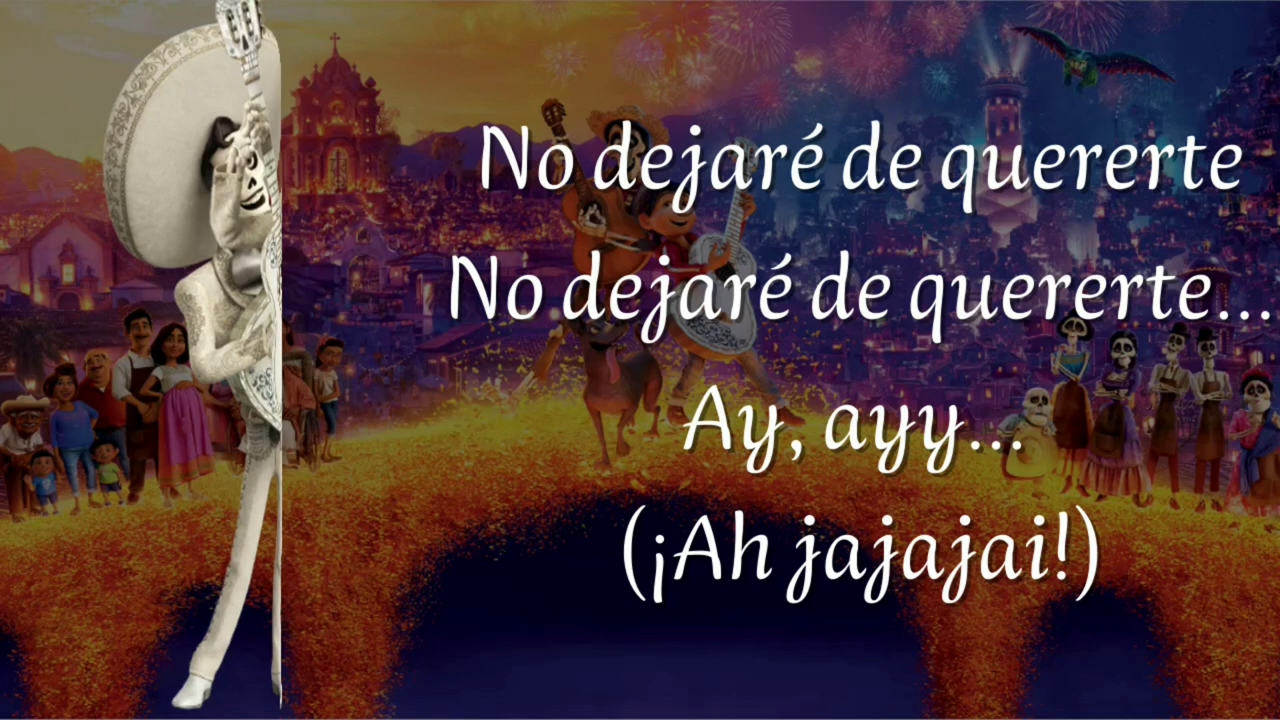 No dejaré de quererte
No dejaré de quererte...
Ay, ayy...
(¡Ah jajajai!)